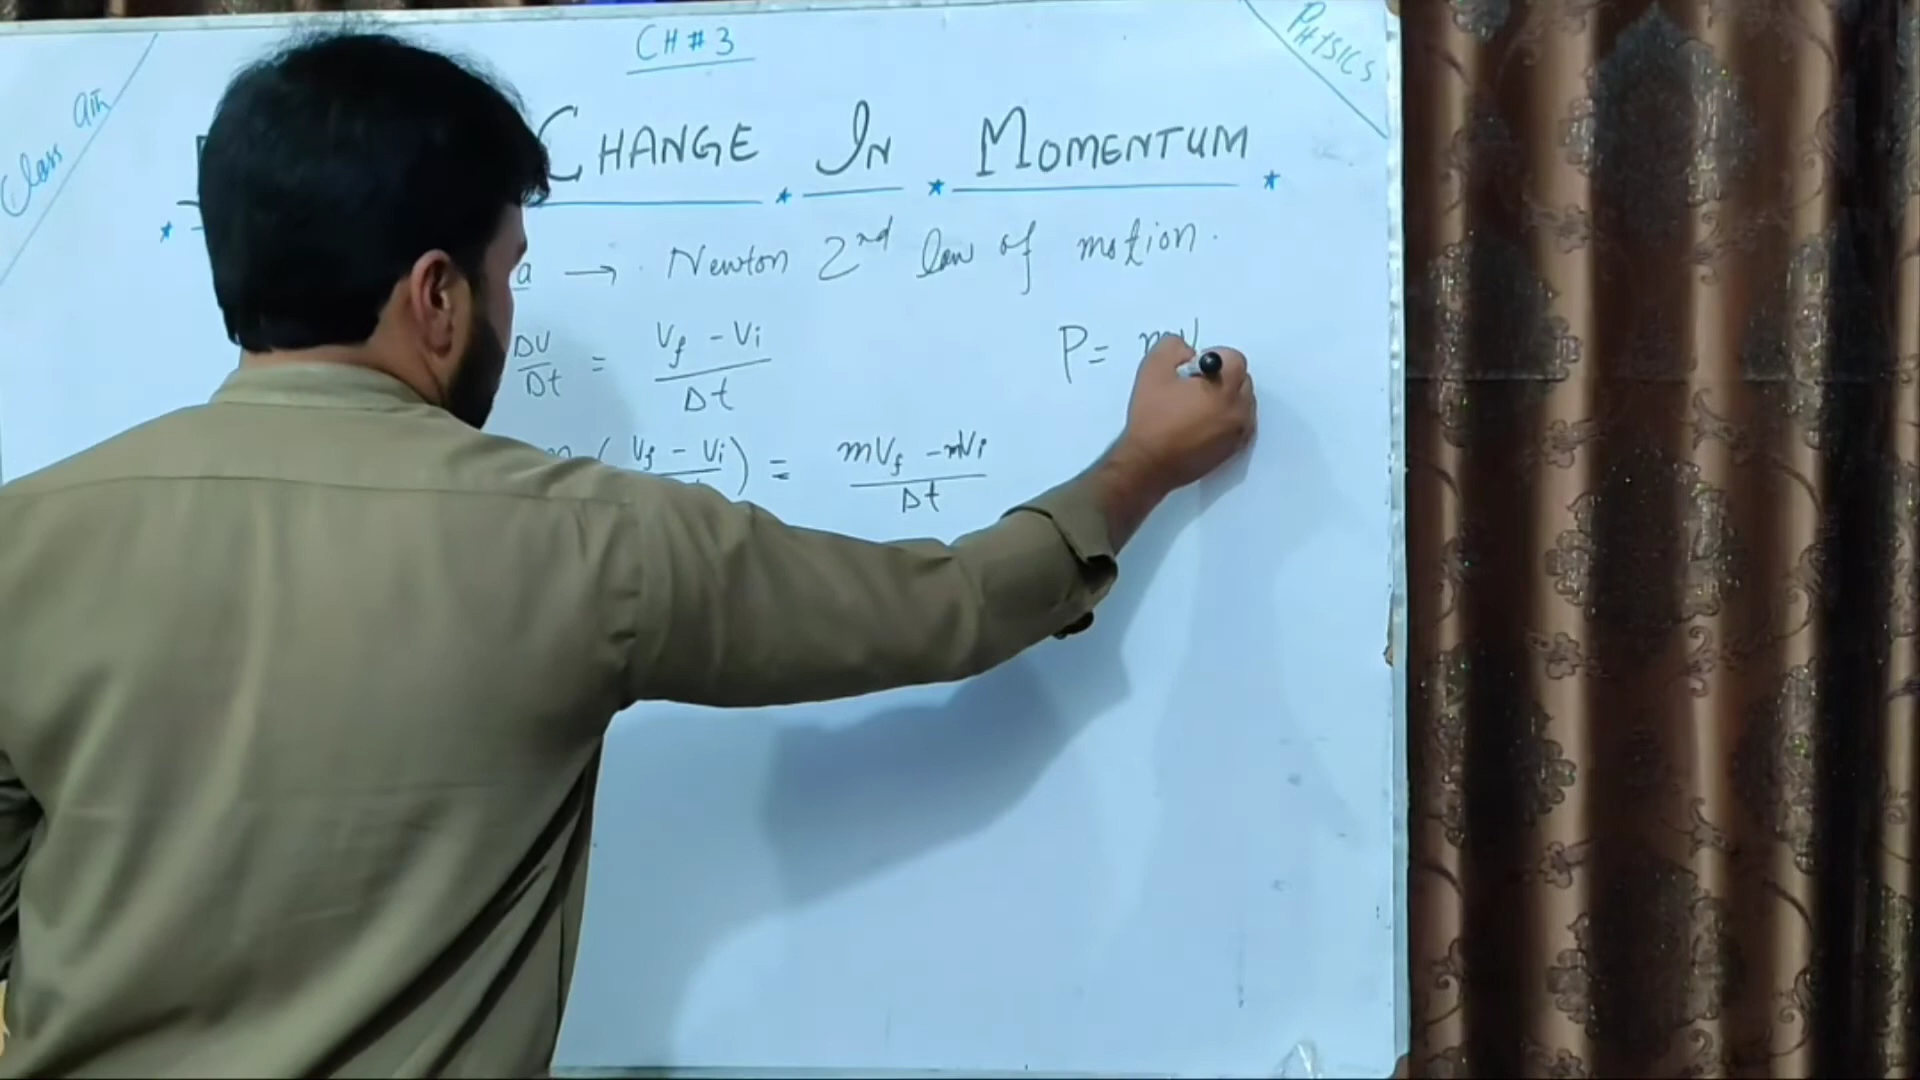 CH # 3
PHYSICS
Class 9th
CHANGE IN MOMENTUM
a → Newton 2nd law of motion.
ΔV/Δt = Vf - Vi/Δt
P = mV
(Vf - Vi) = mVf - mVi/Δt